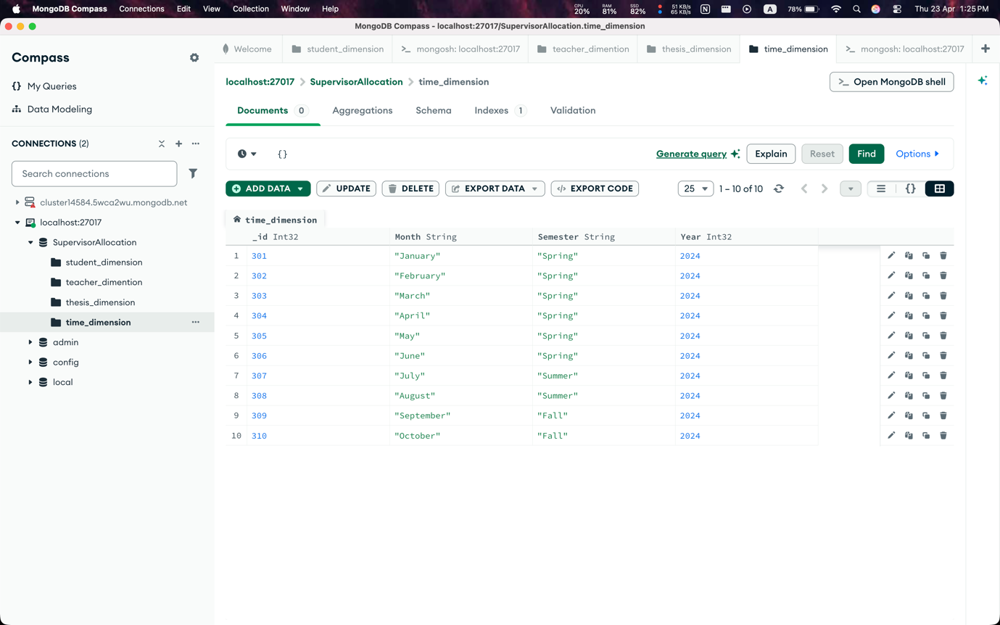 MongoDB Compass Connections Edit View Collection Window Help CPU 20% RAM 81% SSD 82% 51 KB/s 65 KB/s N A 78% Thu 23 Apr 1:25 PM
MongoDB Compass - localhost:27017/SupervisorAllocation.time_dimension
Compass
My Queries
Data Modeling
CONNECTIONS (2)
Search connections
cluster14584.5wca2wu.mongodb.net
localhost:27017
SupervisorAllocation
student_dimension
teacher_dimention
thesis_dimension
time_dimension
admin
config
local
Welcome student_dimension >_ mongosh: localhost:27017 teacher_dimention thesis_dimension time_dimension >_ mongosh: localhost:27017
localhost:27017 > SupervisorAllocation > time_dimension >_ Open MongoDB shell
Documents 0 Aggregations Schema Indexes 1 Validation
{} Generate query Explain Reset Find Options
ADD DATA UPDATE DELETE EXPORT DATA EXPORT CODE 25 1 – 10 of 10 {}
time_dimension
_id Int32 Month String Semester String Year Int32
1 301 "January" "Spring" 2024
2 302 "February" "Spring" 2024
3 303 "March" "Spring" 2024
4 304 "April" "Spring" 2024
5 305 "May" "Spring" 2024
6 306 "June" "Spring" 2024
7 307 "July" "Summer" 2024
8 308 "August" "Summer" 2024
9 309 "September" "Fall" 2024
10 310 "October" "Fall" 2024